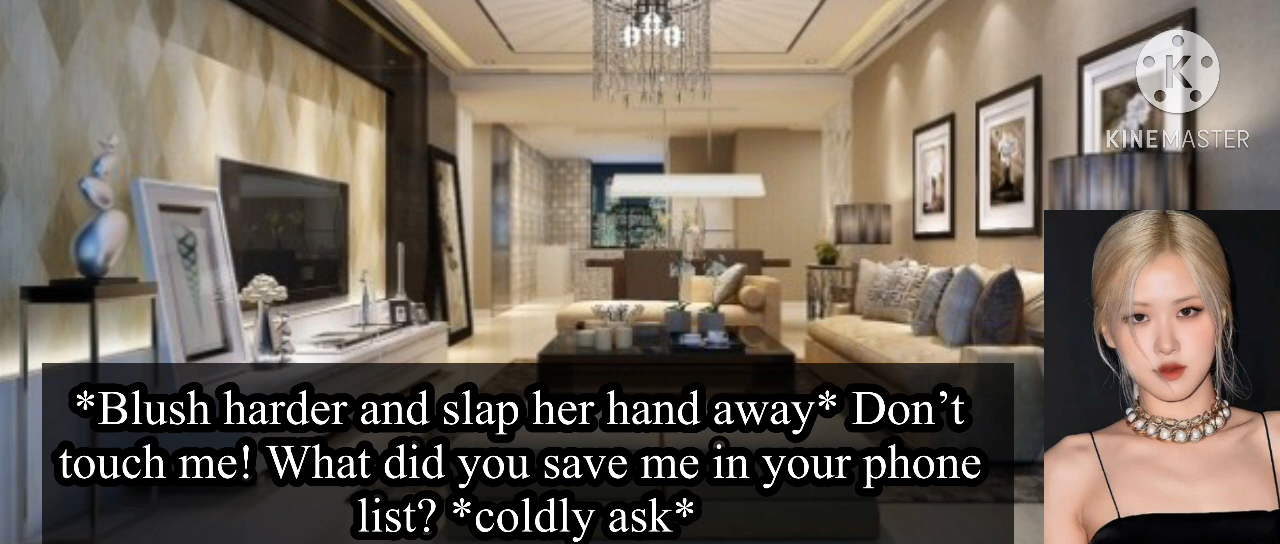 K
KINEMASTER
*Blush harder and slap her hand away* Don’t
touch me! What did you save me in your phone
list? *coldly ask*